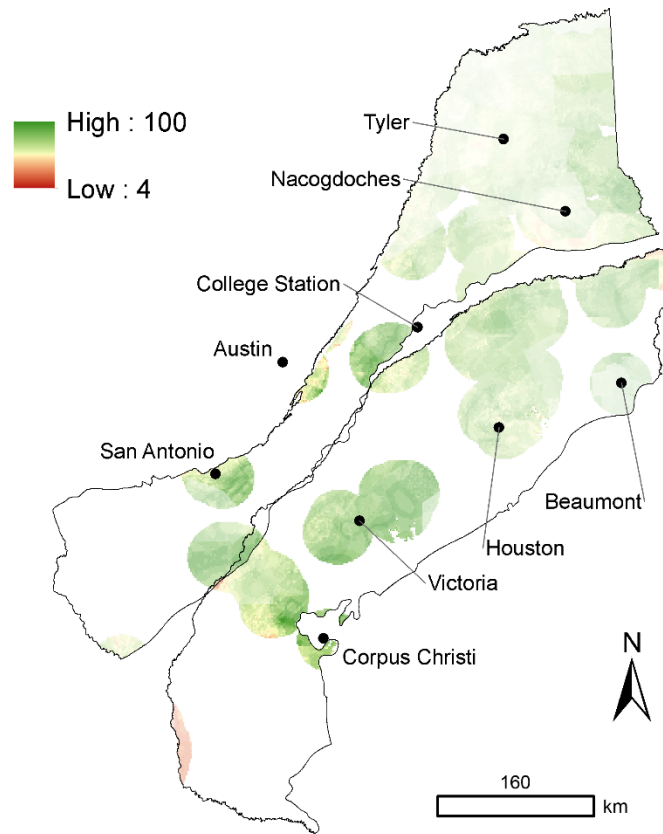 High : 100
Low : 4
Tyler
Nacogdoches
College Station
Austin
San Antonio
Beaumont
Houston
Victoria
Corpus Christi
N
160
km